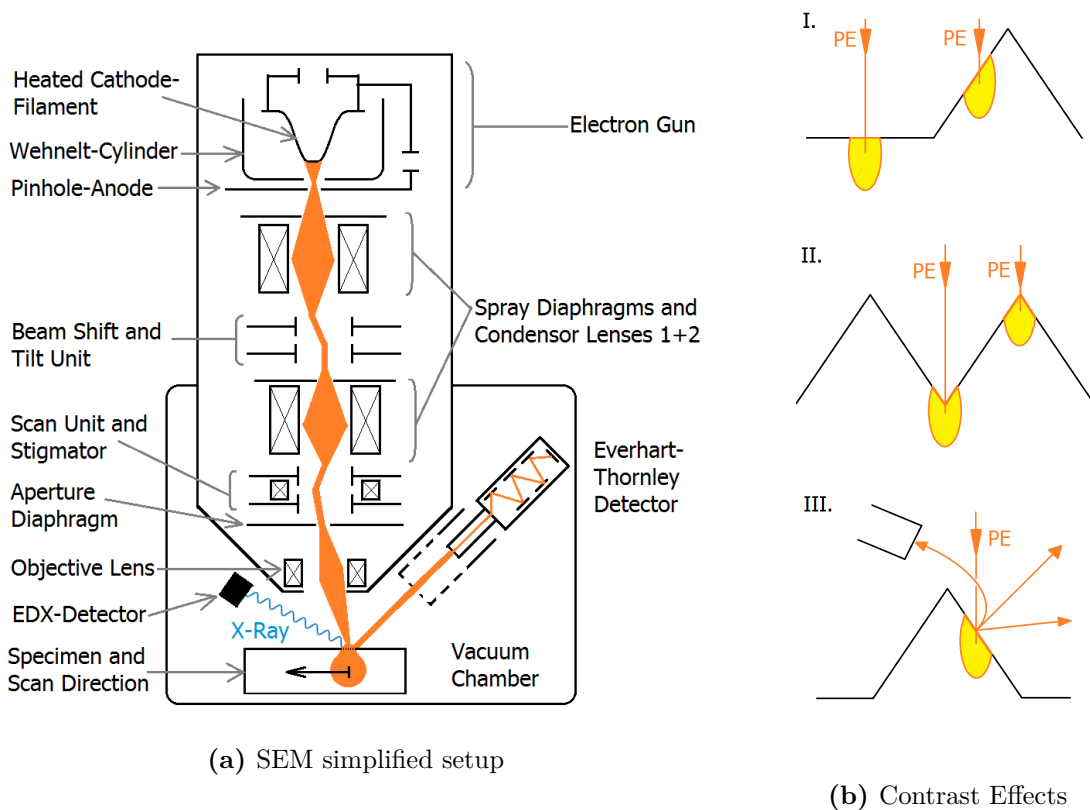 Heated Cathode-
Filament
Wehnelt-Cylinder
Pinhole-Anode
Electron Gun
Spray Diaphragms and
Condensor Lenses 1+2
Beam Shift and
Tilt Unit
Scan Unit and
Stigmator
Aperture
Diaphragm
Everhart-
Thornley
Detector
Objective Lens
EDX-Detector
X-Ray
Specimen and
Scan Direction
Vacuum
Chamber
(a) SEM simplified setup
I.
PE
PE
II.
PE
PE
III.
PE
(b) Contrast Effects